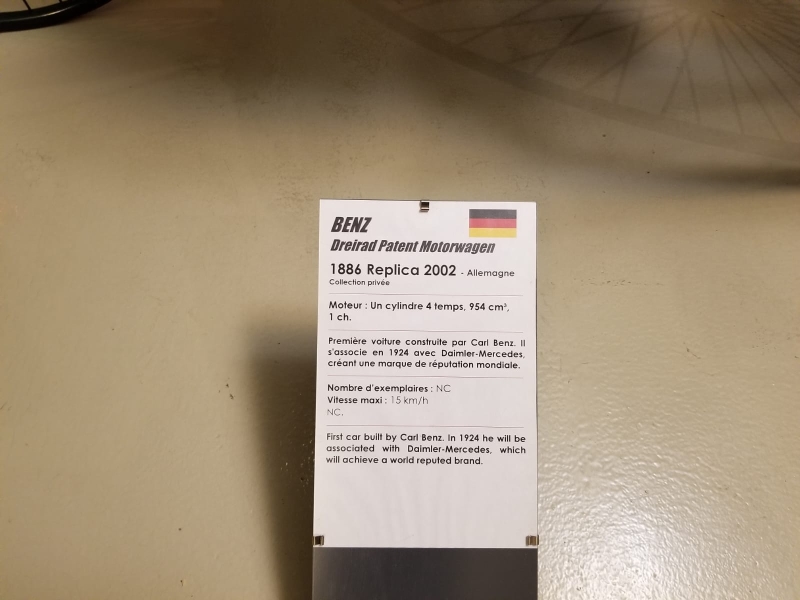 BENZ
Dreirad Patent Motorwagen
1886 Replica 2002 - Allemagne
Collection privée
Moteur : Un cylindre 4 temps, 954 cm³,
1 ch.
Première voiture construite par Carl Benz. Il
s'associe en 1924 avec Daimler-Mercedes,
créant une marque de réputation mondiale.
Nombre d'exemplaires : NC
Vitesse maxi : 15 km/h
NC.
First car built by Carl Benz. In 1924 he will be
associated with Daimler-Mercedes, which
will achieve a world reputed brand.